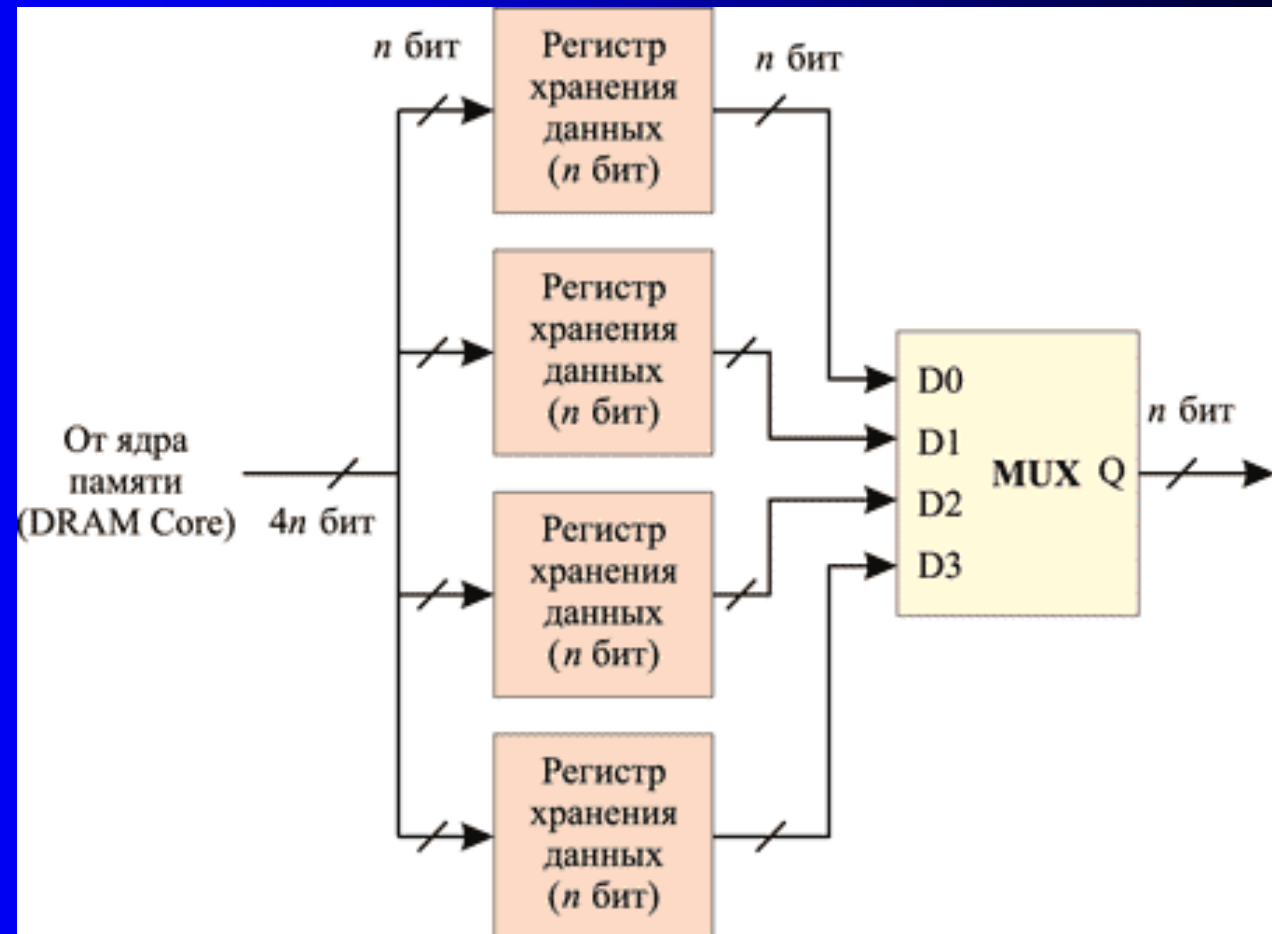 n бит
Регистр
хранения
данных
(n бит)
n бит
Регистр
хранения
данных
(n бит)
От ядра
памяти
(DRAM Core)
4n бит
Регистр
хранения
данных
(n бит)
Регистр
хранения
данных
(n бит)
D0
D1
D2
D3
MUX Q
n бит